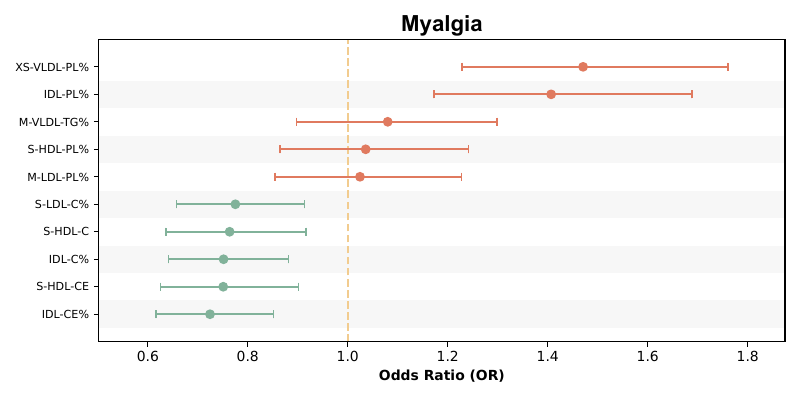 Myalgia
XS-VLDL-PL%
IDL-PL%
M-VLDL-TG%
S-HDL-PL%
M-LDL-PL%
S-LDL-C%
S-HDL-C
IDL-C%
S-HDL-CE
IDL-CE%
0.6 0.8 1.0 1.2 1.4 1.6 1.8
Odds Ratio (OR)